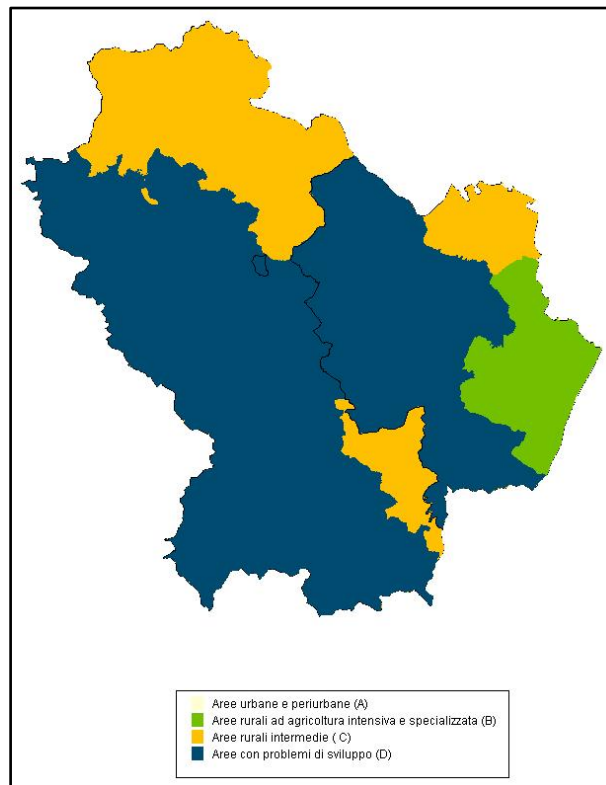 Aree urbane e periurbane (A)
Aree rurali ad agricoltura intensiva e specializzata (B)
Aree rurali intermedie ( C)
Aree con problemi di sviluppo (D)